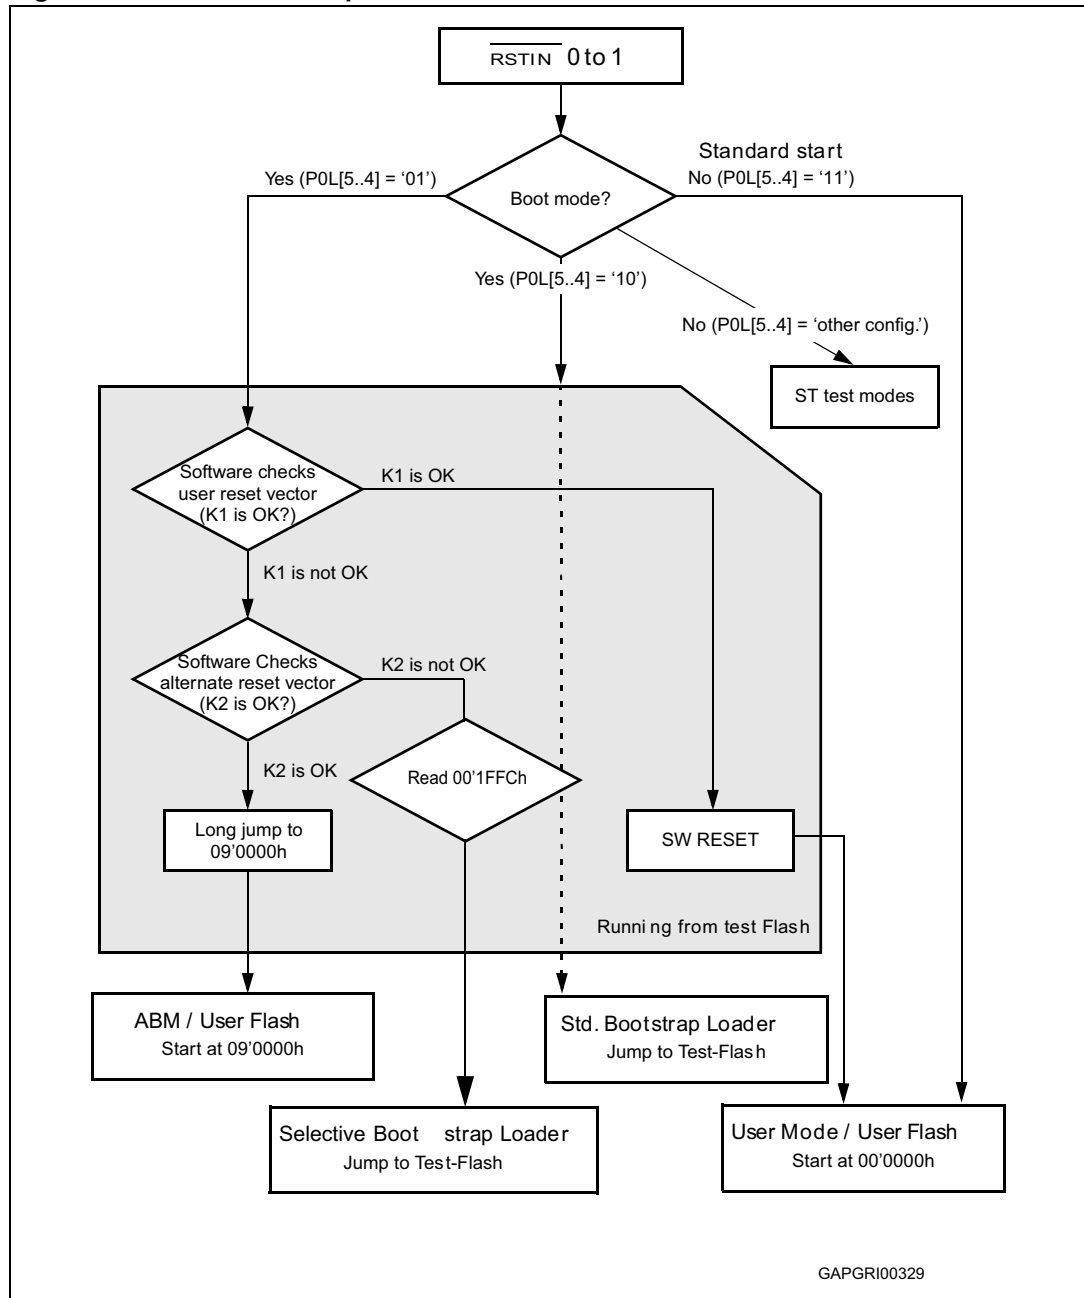 RSTIN 0 to 1
Standard start
Yes (P0L[5..4] = ‘01’)
No (P0L[5..4] = ‘11’)
Boot mode?
Yes (P0L[5..4] = ‘10’)
No (P0L[5..4] = ‘other config.’)
ST test modes
Software checks
user reset vector
(K1 is OK?)
K1 is OK
K1 is not OK
Software Checks
alternate reset vector
(K2 is OK?)
K2 is not OK
K2 is OK
Read 00’1FFCh
Long jump to
09’0000h
SW RESET
Running from test Flash
ABM / User Flash
Start at 09’0000h
Std. Bootstrap Loader
Jump to Test-Flash
Selective Boot strap Loader
Jump to Test-Flash
User Mode / User Flash
Start at 00’0000h
GAPGRI00329